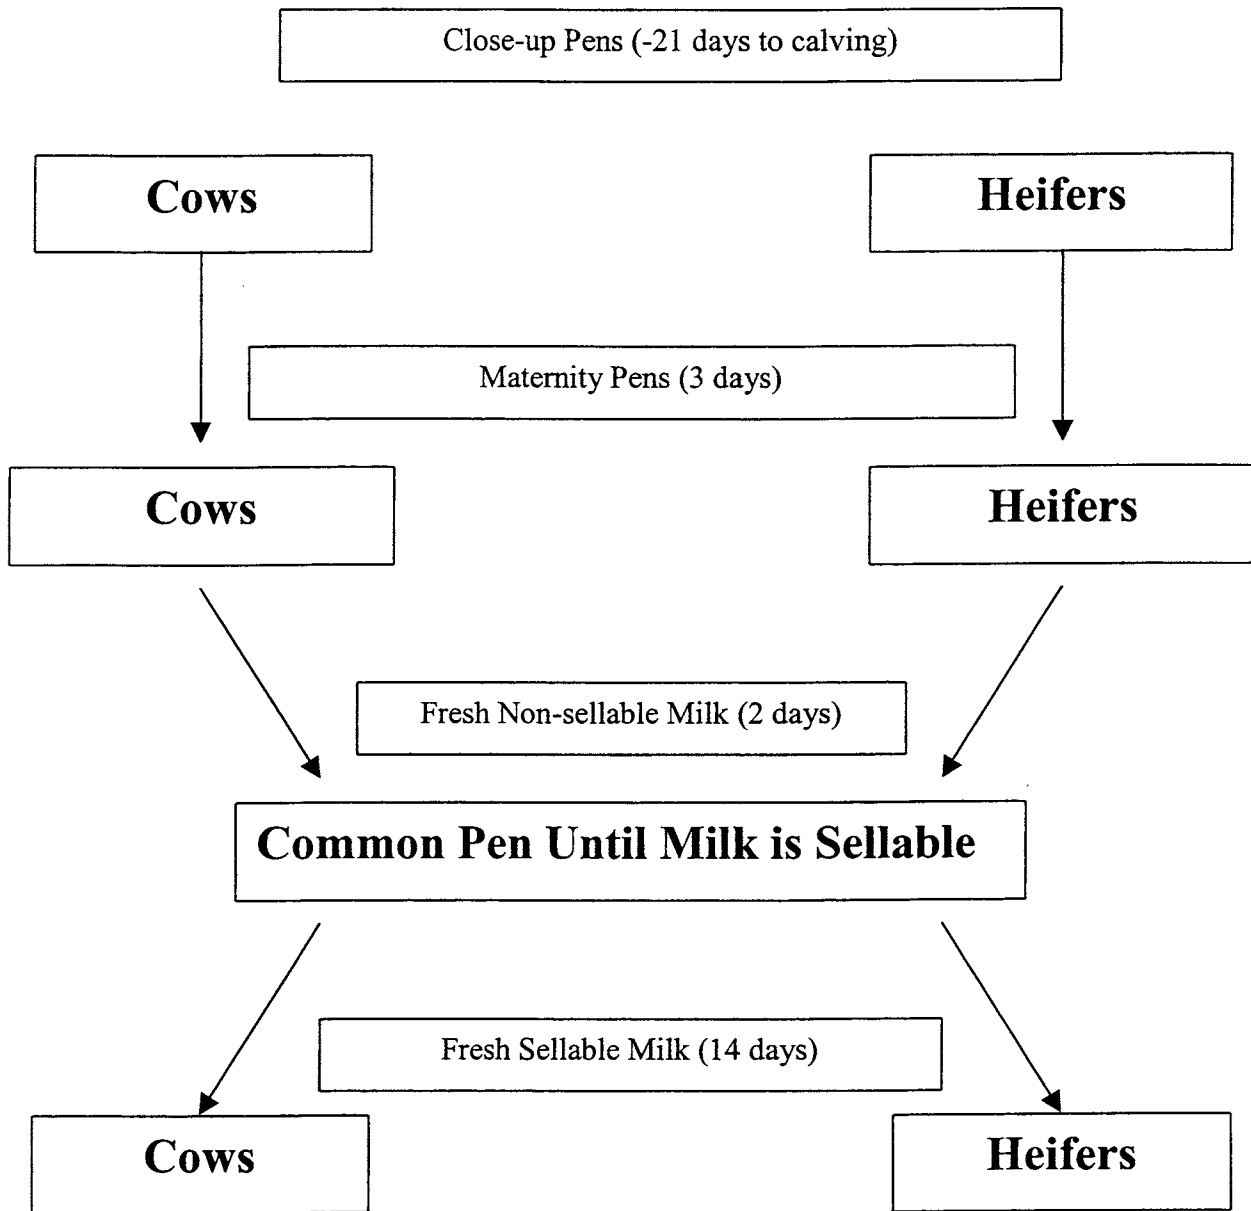 Close-up Pens (-21 days to calving)
Cows
Heifers
Maternity Pens (3 days)
Cows
Heifers
Fresh Non-sellable Milk (2 days)
Common Pen Until Milk is Sellable
Fresh Sellable Milk (14 days)
Cows
Heifers